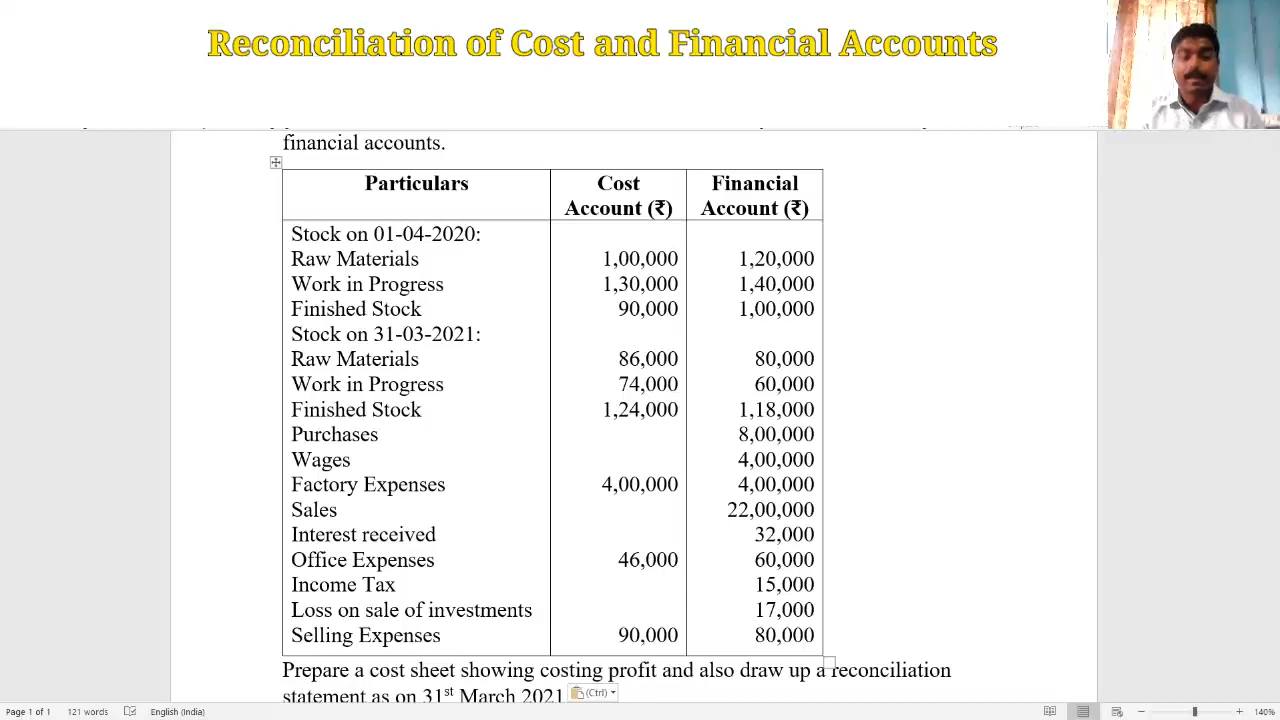 Reconciliation of Cost and Financial Accounts
financial accounts.
Particulars Cost Account (₹) Financial Account (₹)
Stock on 01-04-2020:
Raw Materials 1,00,000 1,20,000
Work in Progress 1,30,000 1,40,000
Finished Stock 90,000 1,00,000
Stock on 31-03-2021:
Raw Materials 86,000 80,000
Work in Progress 74,000 60,000
Finished Stock 1,24,000 1,18,000
Purchases 8,00,000
Wages 4,00,000
Factory Expenses 4,00,000 4,00,000
Sales 22,00,000
Interest received 32,000
Office Expenses 46,000 60,000
Income Tax 15,000
Loss on sale of investments 17,000
Selling Expenses 90,000 80,000
Prepare a cost sheet showing costing profit and also draw up a reconciliation
statement as on 31st March 2021
(Ctrl)
Page 1 of 1 121 words English (India) 140%